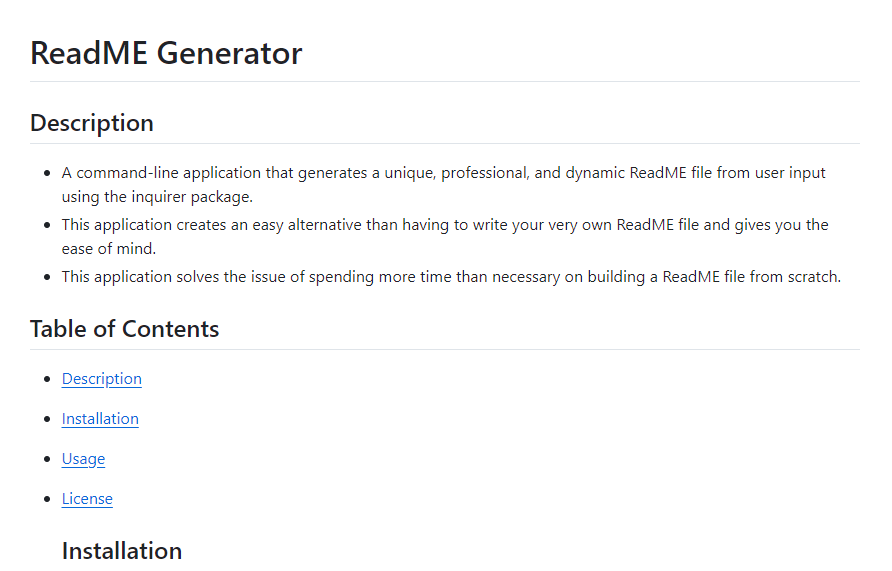 ReadME Generator
Description
A command-line application that generates a unique, professional, and dynamic ReadME file from user input
using the inquirer package.
This application creates an easy alternative than having to write your very own ReadME file and gives you the
ease of mind.
This application solves the issue of spending more time than necessary on building a ReadME file from scratch.
Table of Contents
Description
Installation
Usage
License
Installation